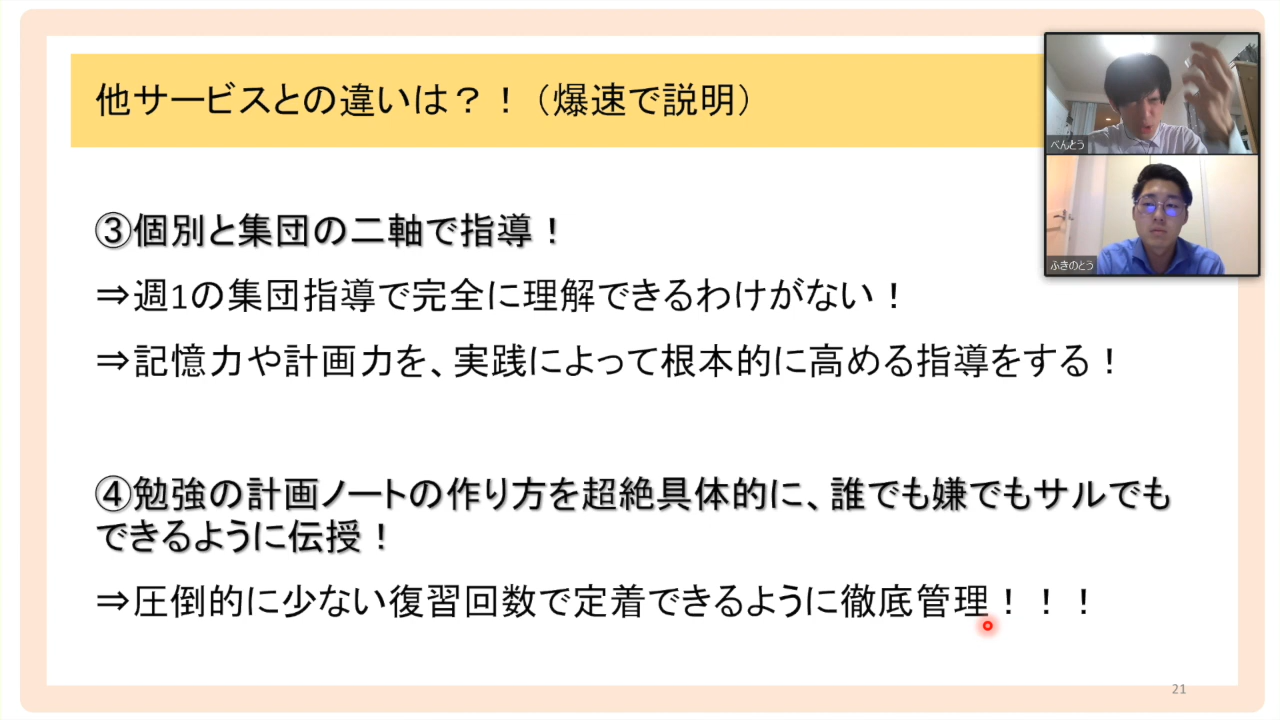 他サービスとの違いは？！（爆速で説明）
べんとう
ふきのとう
③個別と集団の二軸で指導！
⇒週1の集団指導で完全に理解できるわけがない！
⇒記憶力や計画力を、実践によって根本的に高める指導をする！
④勉強の計画ノートの作り方を超絶具体的に、誰でも嫌でもサルでも
できるように伝授！
⇒圧倒的に少ない復習回数で定着できるように徹底管理！！！
21